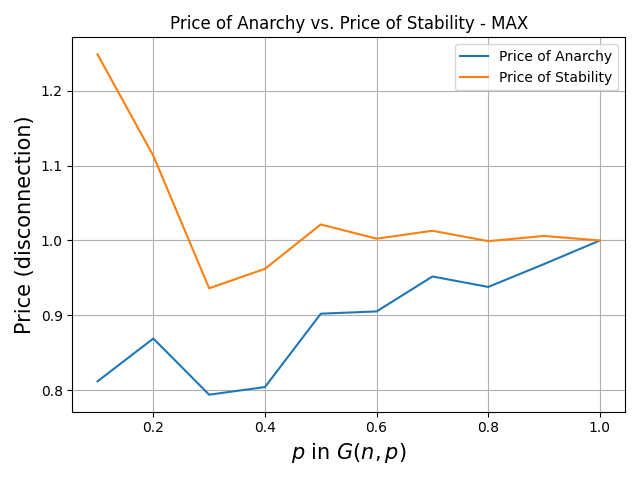 Price of Anarchy vs. Price of Stability - MAX
Price of Anarchy
Price of Stability
Price (disconnection)
1.2
1.1
1.0
0.9
0.8
0.2 0.4 0.6 0.8 1.0
p in G(n, p)